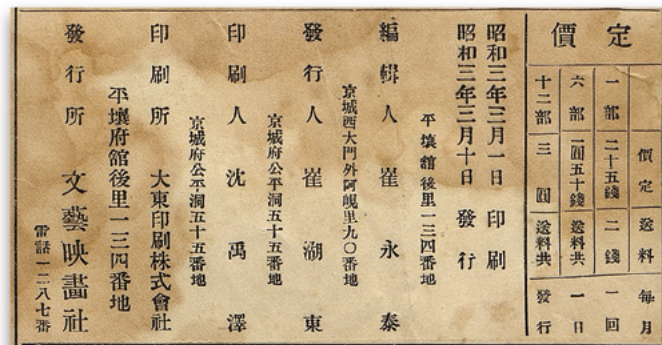 定價
價定 送料 每月
一部 二十五錢 二錢 一回
六部 一圓五十錢 送料共 一日
十二部 三圓 送料共 發行
昭和三年三月一日 印刷
昭和三年三月十日 發行
平壤舘後里一三四番地
編輯人 崔永泰
京城西大門外阿峴里九〇番地
發行人 崔湖東
京城府公平洞五十五番地
印刷人 沈禹澤
京城府公平洞五十五番地
印刷所 大東印刷株式會社
平壤府舘後里一三四番地
發行所 文藝映畫社
電話一二八七番